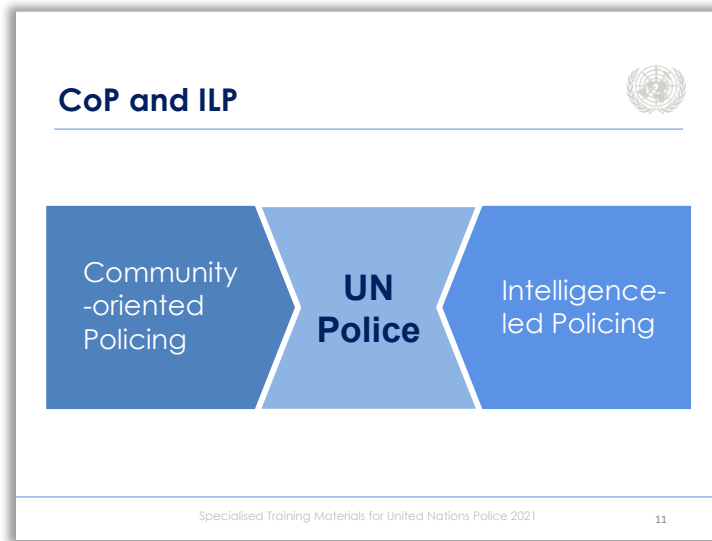 CoP and ILP
Community
-oriented
Policing
UN
Police
Intelligence-
led Policing
Specialised Training Materials for United Nations Police 2021
11